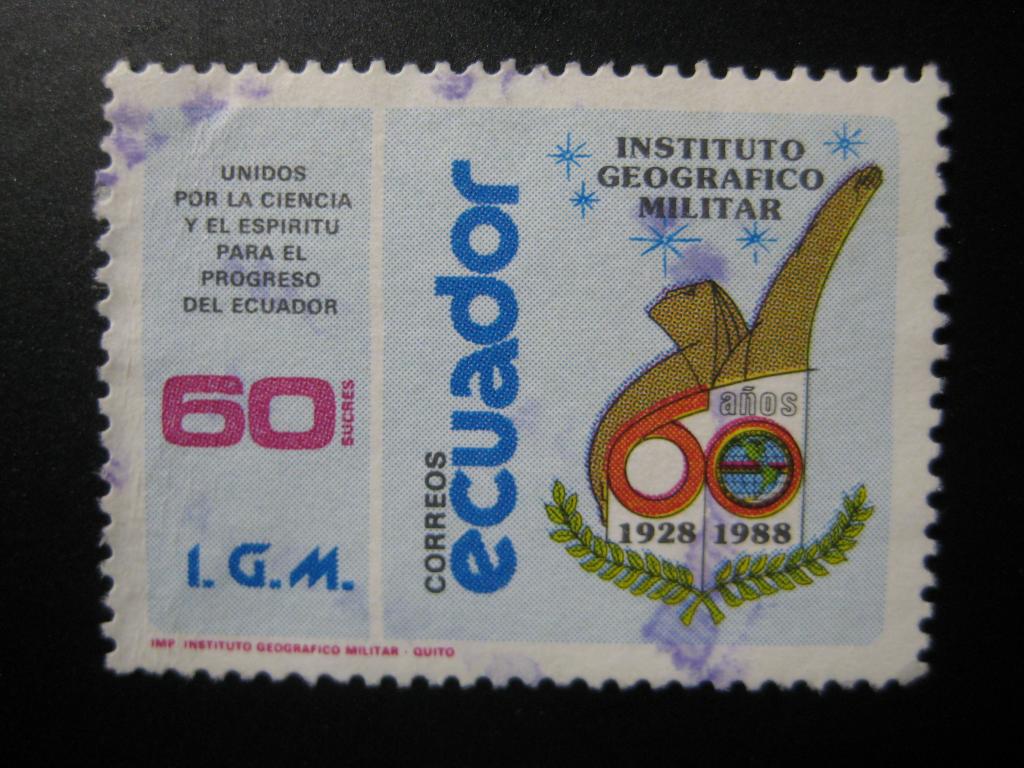 UNIDOS
POR LA CIENCIA
Y EL ESPIRITU
PARA EL
PROGRESO
DEL ECUADOR
60
SUCRES
I. G. M.
IMP INSTITUTO GEOGRAFICO MILITAR - QUITO
CORREOS
ecuador
INSTITUTO
GEOGRAFICO
MILITAR
60
años
1928 1988